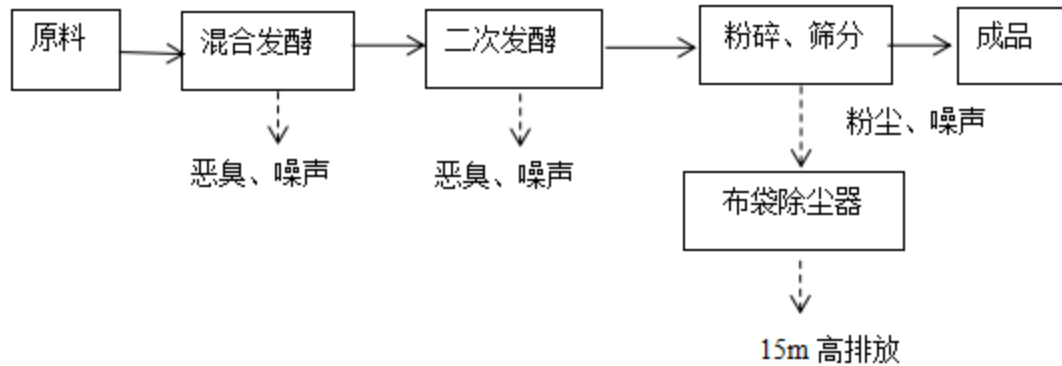 原料
混合发酵
二次发酵
粉碎、筛分
成品
恶臭、噪声
恶臭、噪声
粉尘、噪声
布袋除尘器
15m 高排放